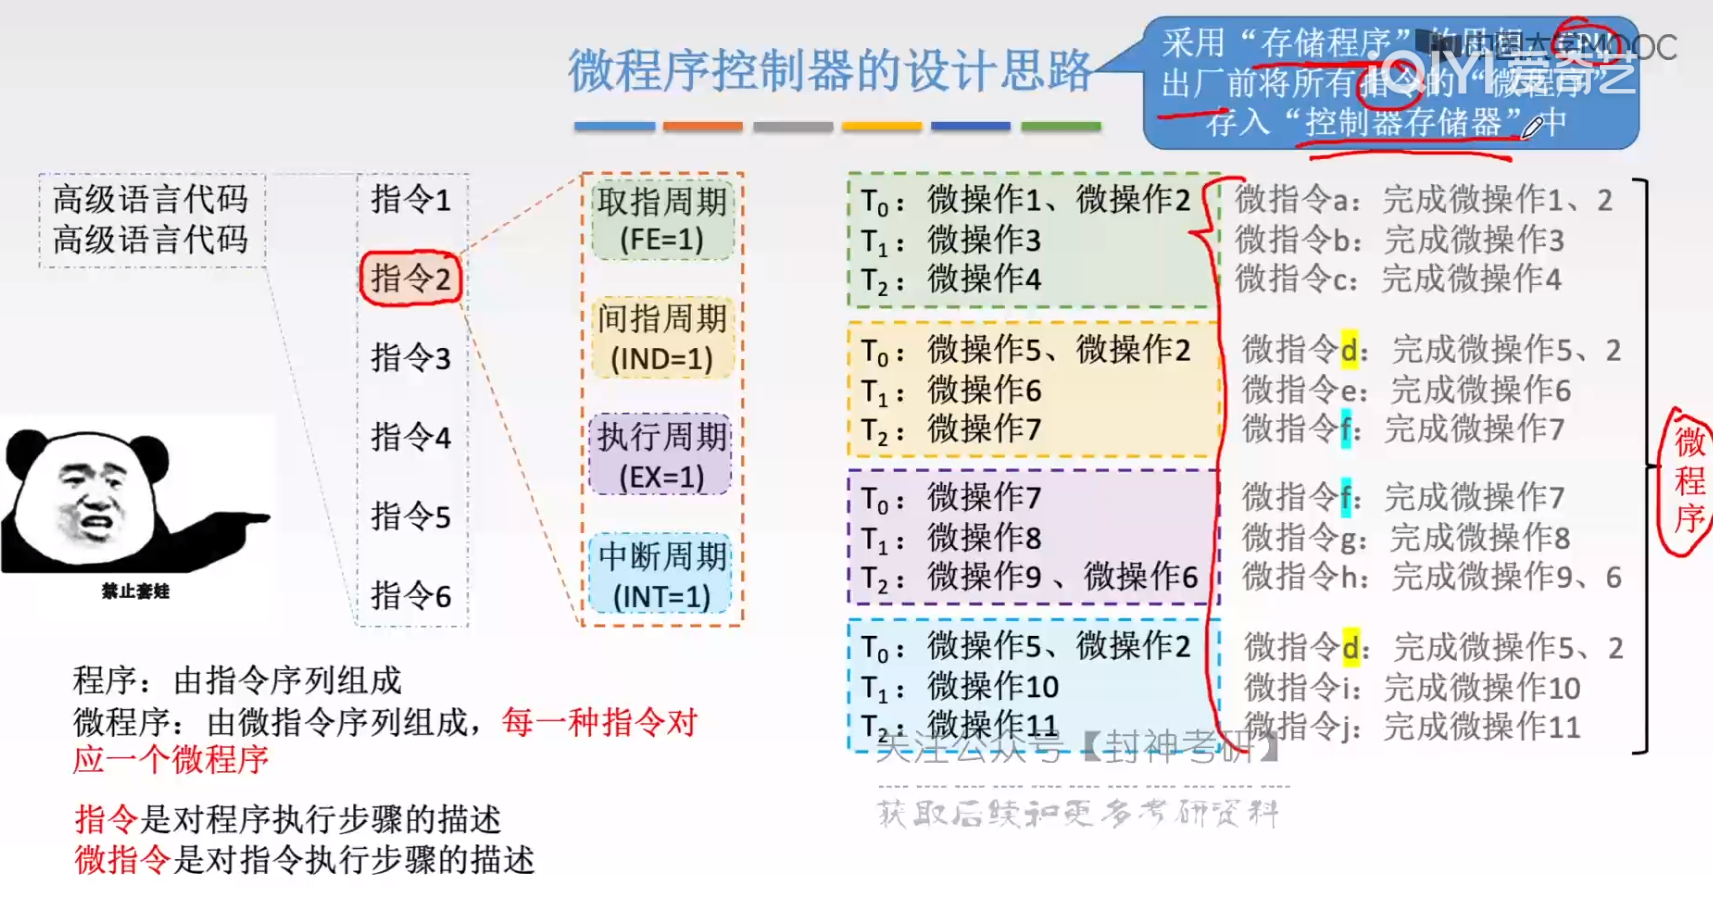 微程序控制器的设计思路
采用“存储程序”的思想，CPU
出厂前将所有指令的“微程序”
存入“控制器存储器”中
中国大学MOOC
iQIYI 爱奇艺
高级语言代码
高级语言代码
指令1
指令2
指令3
指令4
指令5
指令6
取指周期
(FE=1)
间指周期
(IND=1)
执行周期
(EX=1)
中断周期
(INT=1)
T0：微操作1、微操作2
T1：微操作3
T2：微操作4
T0：微操作5、微操作2
T1：微操作6
T2：微操作7
T0：微操作7
T1：微操作8
T2：微操作9 、微操作6
T0：微操作5、微操作2
T1：微操作10
T2：微操作11
微指令a：完成微操作1、2
微指令b：完成微操作3
微指令c：完成微操作4
微指令d：完成微操作5、2
微指令e：完成微操作6
微指令f：完成微操作7
微指令f：完成微操作7
微指令g：完成微操作8
微指令h：完成微操作9、6
微指令d：完成微操作5、2
微指令i：完成微操作10
微指令j：完成微操作11
微程序
禁止套娃
程序：由指令序列组成
微程序：由微指令序列组成，每一种指令对
应一个微程序
指令是对程序执行步骤的描述
微指令是对指令执行步骤的描述
关注公众号【封神考研】
获取后续和更多考研资料